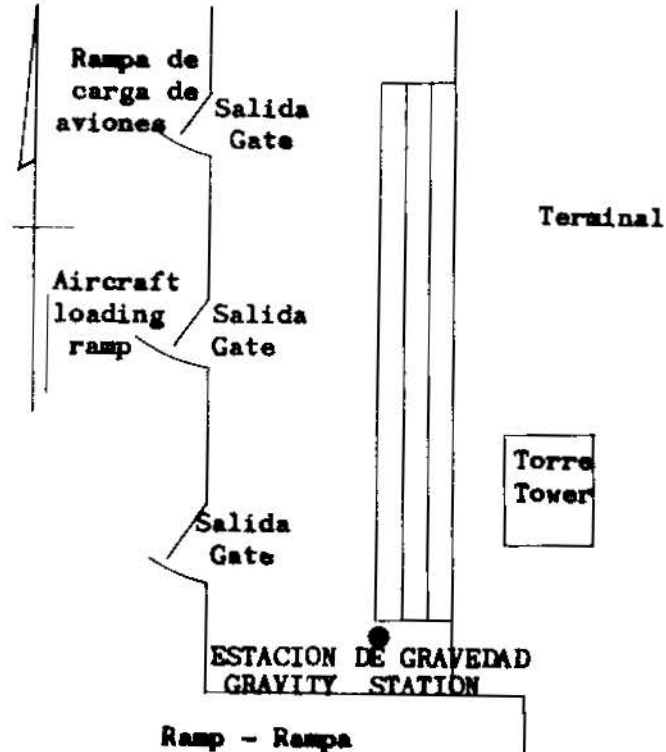 Rampa de
carga de
aviones
Salida
Gate
Terminal
Aircraft
loading
ramp
Salida
Gate
Torre
Tower
Salida
Gate
ESTACION DE GRAVEDAD
GRAVITY STATION
Ramp - Rampa